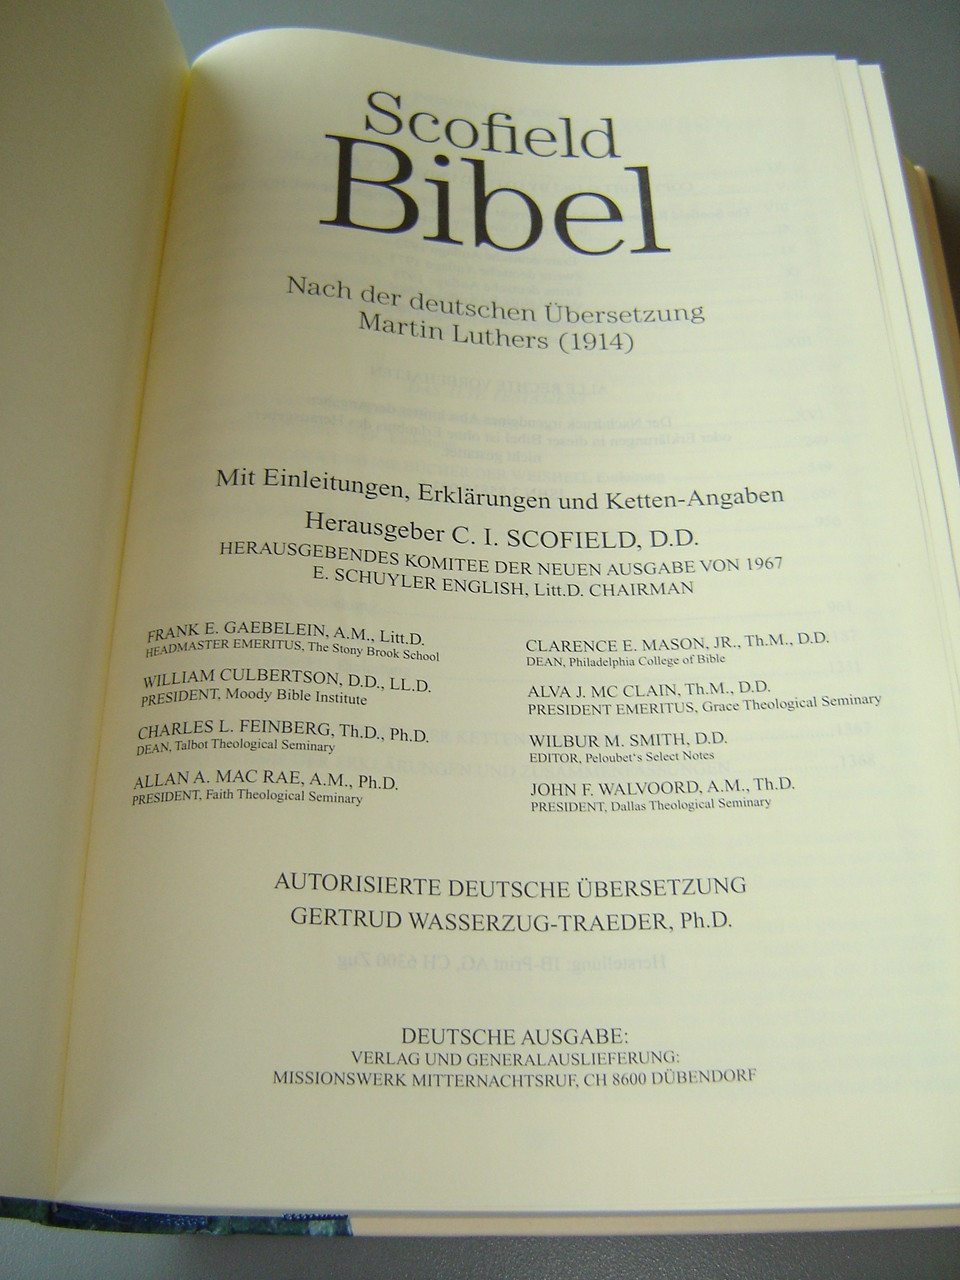 Scofield
Bibel
Nach der deutschen Übersetzung
Martin Luthers (1914)
Mit Einleitungen, Erklärungen und Ketten-Angaben
Herausgeber C. I. SCOFIELD, D.D.
HERAUSGEBENDES KOMITEE DER NEUEN AUSGABE VON 1967
E. SCHUYLER ENGLISH, Litt.D. CHAIRMAN
FRANK E. GAEBELEIN, A.M., Litt.D.
HEADMASTER EMERITUS, The Stony Brook School
WILLIAM CULBERTSON, D.D., LL.D.
PRESIDENT, Moody Bible Institute
CHARLES L. FEINBERG, Th.D., Ph.D.
DEAN, Talbot Theological Seminary
ALLAN A. MAC RAE, A.M., Ph.D.
PRESIDENT, Faith Theological Seminary
CLARENCE E. MASON, JR., Th.M., D.D.
DEAN, Philadelphia College of Bible
ALVA J. MC CLAIN, Th.M., D.D.
PRESIDENT EMERITUS, Grace Theological Seminary
WILBUR M. SMITH, D.D.
EDITOR, Peloubet's Select Notes
JOHN F. WALVOORD, A.M., Th.D.
PRESIDENT, Dallas Theological Seminary
AUTORISIERTE DEUTSCHE ÜBERSETZUNG
GERTRUD WASSERZUG-TRAEDER, Ph.D.
DEUTSCHE AUSGABE:
VERLAG UND GENERALAUSLIEFERUNG:
MISSIONSWERK MITTERNACHTSRUF, CH 8600 DÜBENDORF